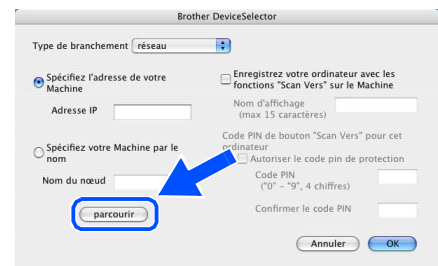 Brother DeviceSelector
Type de branchement réseau
Spécifiez l'adresse de votre
Machine
Adresse IP
Spécifiez votre Machine par le
nom
Nom du nœud
parcourir
Enregistrez votre ordinateur avec les
fonctions "Scan Vers" sur le Machine
Nom d'affichage
(max 15 caractères)
Code PIN de bouton "Scan Vers" pour cet
ordinateur
Autoriser le code pin de protection
Code PIN
("0" – "9", 4 chiffres)
Confirmer le code PIN
Annuler
OK